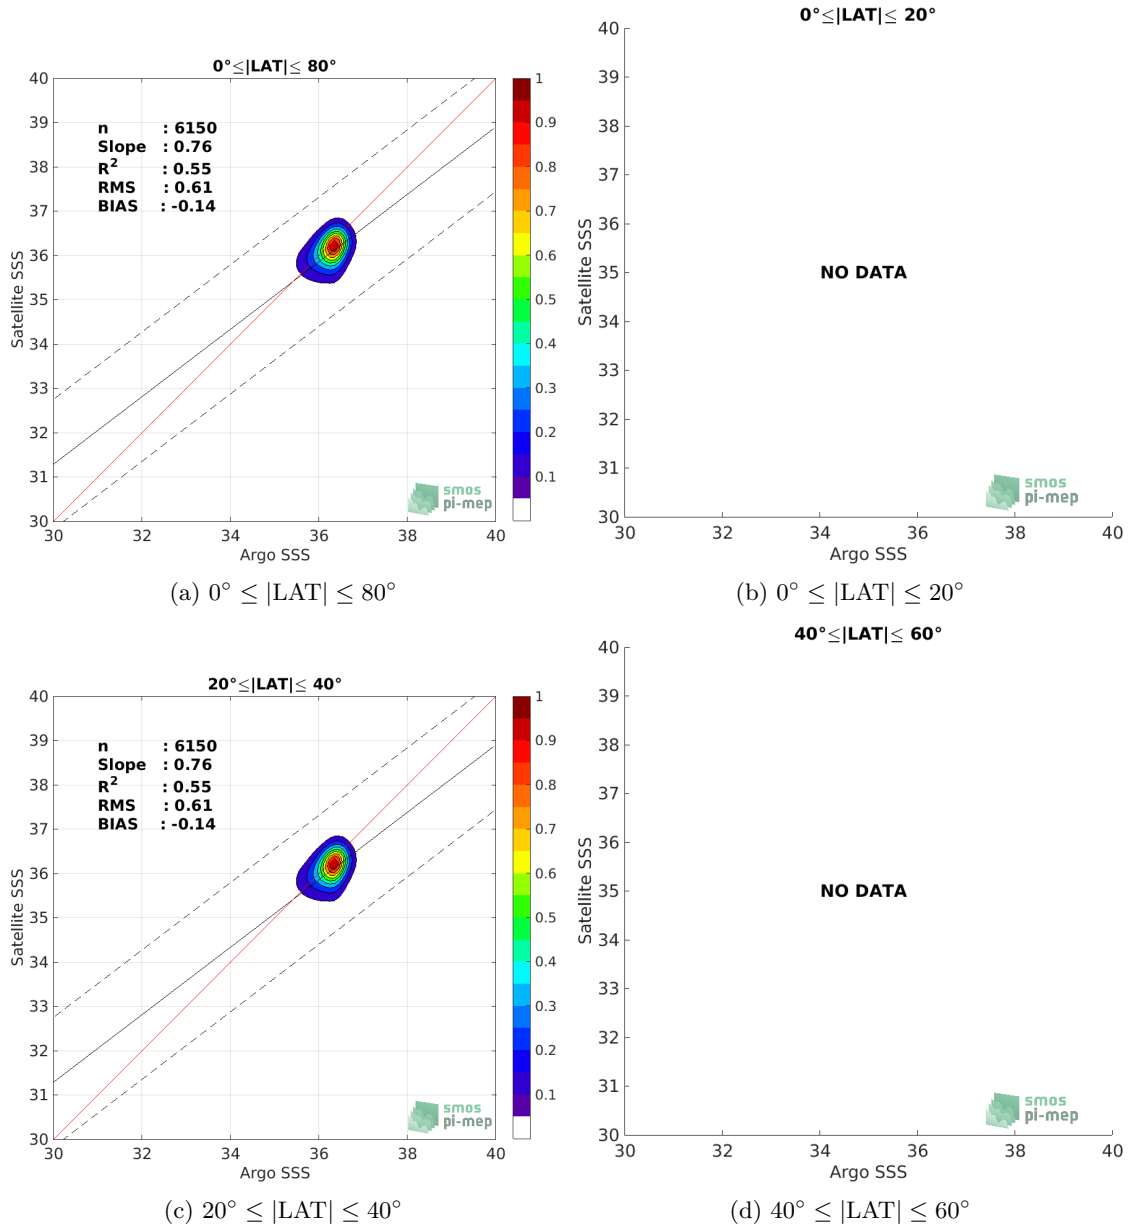 0°≤|LAT|≤ 80°
40
39
38
37
36
35
34
33
32
31
30
n : 6150
Slope : 0.76
R² : 0.55
RMS : 0.61
BIAS : -0.14
Satellite SSS
30 32 34 36 38 40
Argo SSS
1
0.9
0.8
0.7
0.6
0.5
0.4
0.3
0.2
0.1
smos
pi-mep
(a) 0° ≤ |LAT| ≤ 80°
0°≤|LAT|≤ 20°
40
39
38
37
36
35
34
33
32
31
30
Satellite SSS
NO DATA
smos
pi-mep
30 32 34 36 38 40
Argo SSS
(b) 0° ≤ |LAT| ≤ 20°
20°≤|LAT|≤ 40°
40
39
38
37
36
35
34
33
32
31
30
n : 6150
Slope : 0.76
R² : 0.55
RMS : 0.61
BIAS : -0.14
Satellite SSS
30 32 34 36 38 40
Argo SSS
1
0.9
0.8
0.7
0.6
0.5
0.4
0.3
0.2
0.1
smos
pi-mep
(c) 20° ≤ |LAT| ≤ 40°
40°≤|LAT|≤ 60°
40
39
38
37
36
35
34
33
32
31
30
Satellite SSS
NO DATA
smos
pi-mep
30 32 34 36 38 40
Argo SSS
(d) 40° ≤ |LAT| ≤ 60°